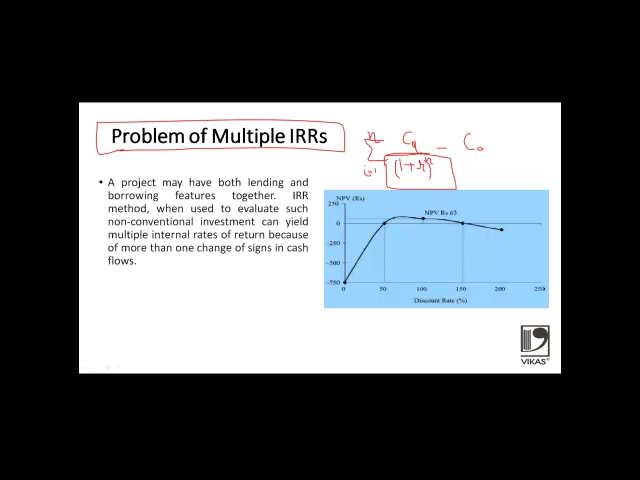 Problem of Multiple IRRs
• A project may have both lending and
borrowing features together. IRR
method, when used to evaluate such
non-conventional investment can yield
multiple internal rates of return because
of more than one change of signs in cash
flows.
n
Σ
i=1
(1+r)
− C₀
NPV (Rs)
250
0
−250
−500
−750
NPV Rs 63
0 50 100 150 200 250
Discount Rate (%)
VIKAS®